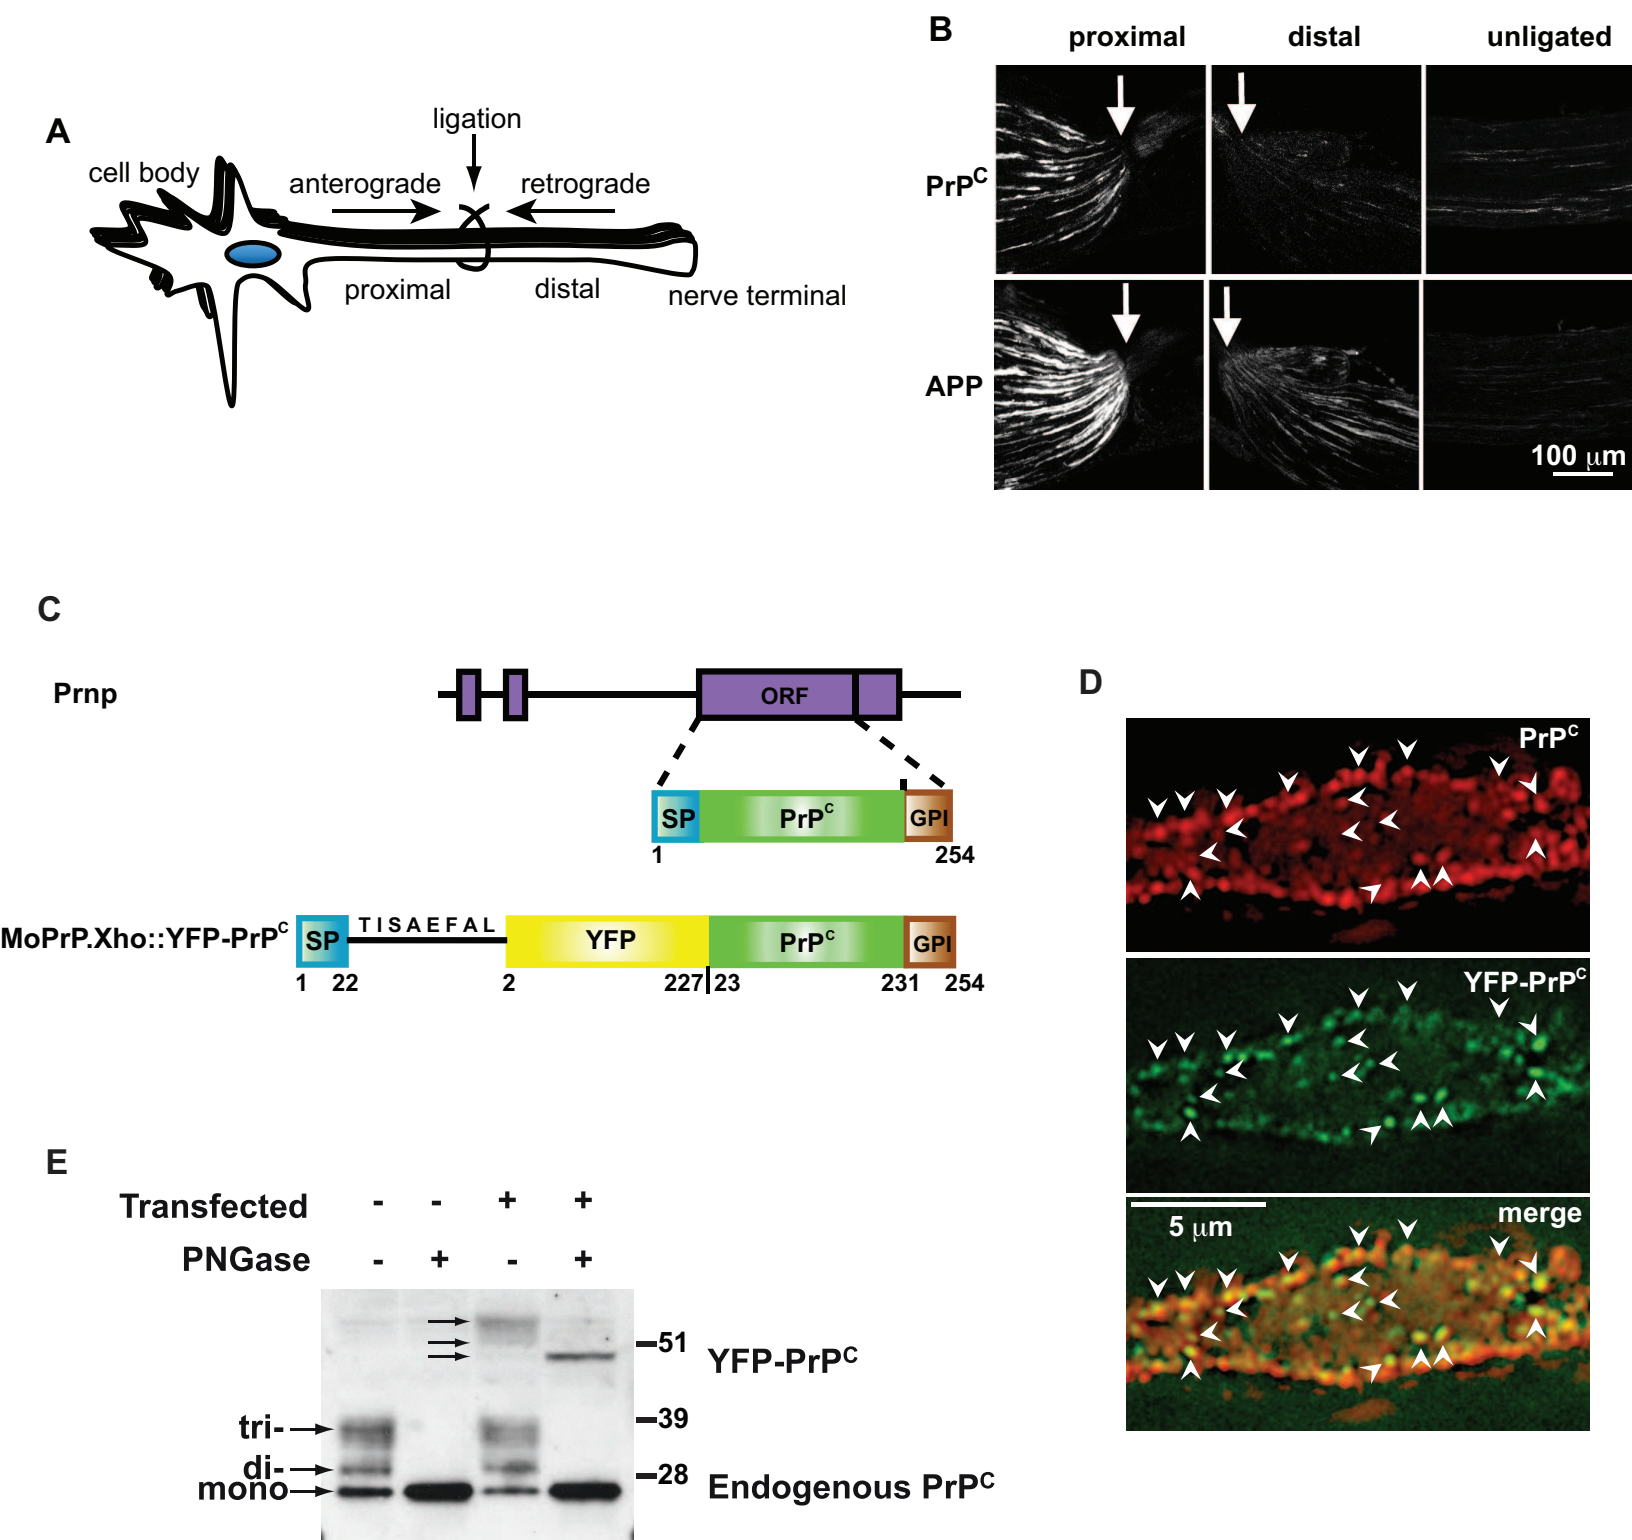 A
ligation
cell body
anterograde
retrograde
proximal
distal
nerve terminal
B
proximal distal unligated
PrPC
APP
100 μm
C
Prnp
ORF
SP PrPC GPI
1 254
MoPrP.Xho::YFP-PrPC SP TISAEFAL YFP PrPC GPI
1 22 2 227 23 231 254
D
PrPC
YFP-PrPC
5 μm
merge
E
Transfected - - + +
PNGase - + - +
51
YFP-PrPC
39
tri-
di-
28
mono
Endogenous PrPC